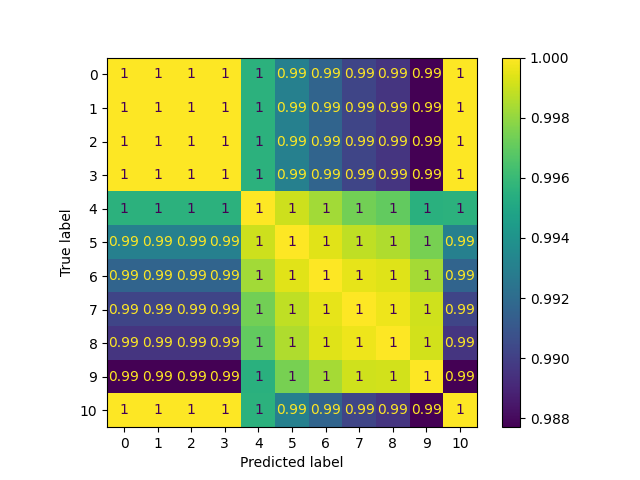 0 1 1 1 1 1 0.99 0.99 0.99 0.99 0.99 1
1 1 1 1 1 1 0.99 0.99 0.99 0.99 0.99 1
2 1 1 1 1 1 0.99 0.99 0.99 0.99 0.99 1
3 1 1 1 1 1 0.99 0.99 0.99 0.99 0.99 1
4 1 1 1 1 1 1 1 1 1 1 1
5 0.99 0.99 0.99 0.99 1 1 1 1 1 1 0.99
6 0.99 0.99 0.99 0.99 1 1 1 1 1 1 0.99
7 0.99 0.99 0.99 0.99 1 1 1 1 1 1 0.99
8 0.99 0.99 0.99 0.99 1 1 1 1 1 1 0.99
9 0.99 0.99 0.99 0.99 1 1 1 1 1 1 0.99
10 1 1 1 1 1 0.99 0.99 0.99 0.99 0.99 1
0 1 2 3 4 5 6 7 8 9 10
Predicted label
True label
1.000
0.998
0.996
0.994
0.992
0.990
0.988